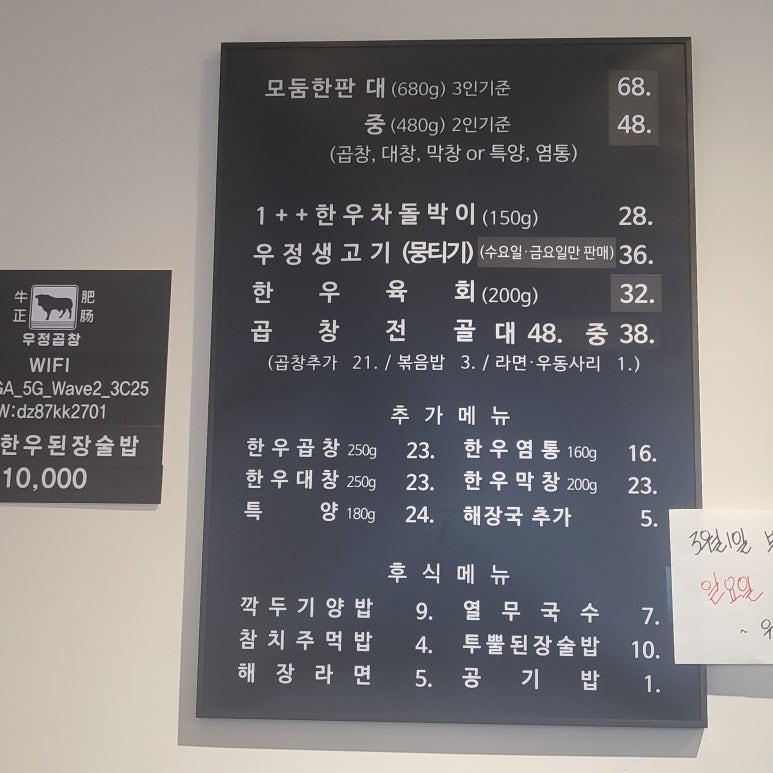 모둠한판 대 (680g) 3인기준 68.
중 (480g) 2인기준 48.
(곱창, 대창, 막창 or 특양, 염통)
1++한우차돌박이 (150g) 28.
우정생고기 (뭉티기) (수요일·금요일만 판매) 36.
한우육회 (200g) 32.
곱창전골 대 48. 중 38.
(곱창추가 21. / 볶음밥 3. / 라면·우동사리 1.)
추가메뉴
한우곱창 250g 23. 한우염통 160g 16.
한우대창 250g 23. 한우막창 200g 23.
특양 180g 24. 해장국 추가 5.
후식메뉴
깍두기양밥 9. 열무국수 7.
참치주먹밥 4. 투뿔된장술밥 10.
해장라면 5. 공기밥 1.
牛 肥
正 肠
우정곱창
WIFI
GA_5G_Wave2_3C25
W:dz87kk2701
한우된장술밥
10,000
3월1일
일요일
~